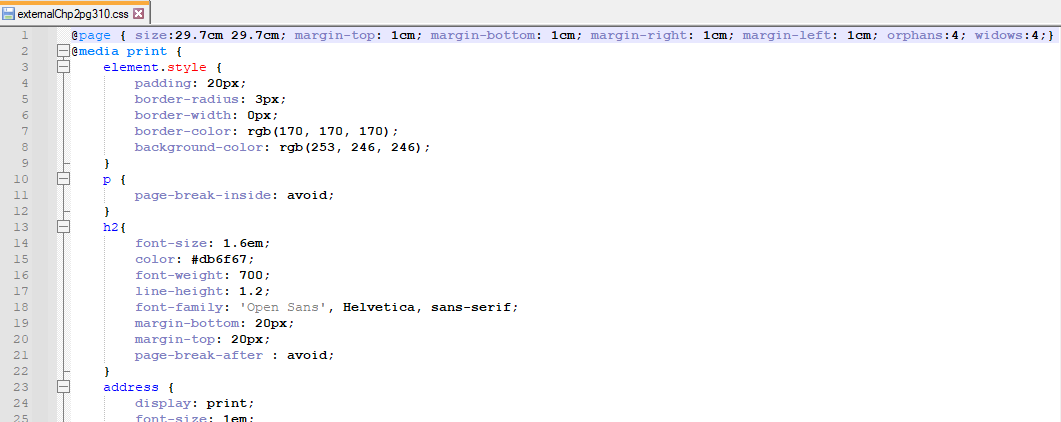 externalChp2pg310.css
1 @page { size:29.7cm 29.7cm; margin-top: 1cm; margin-bottom: 1cm; margin-right: 1cm; margin-left: 1cm; orphans:4; widows:4;}
2 @media print {
3 element.style {
4 padding: 20px;
5 border-radius: 3px;
6 border-width: 0px;
7 border-color: rgb(170, 170, 170);
8 background-color: rgb(253, 246, 246);
9 }
10 p {
11 page-break-inside: avoid;
12 }
13 h2{
14 font-size: 1.6em;
15 color: #db6f67;
16 font-weight: 700;
17 line-height: 1.2;
18 font-family: 'Open Sans', Helvetica, sans-serif;
19 margin-bottom: 20px;
20 margin-top: 20px;
21 page-break-after : avoid;
22 }
23 address {
24 display: print;
25 font-size: 1em;